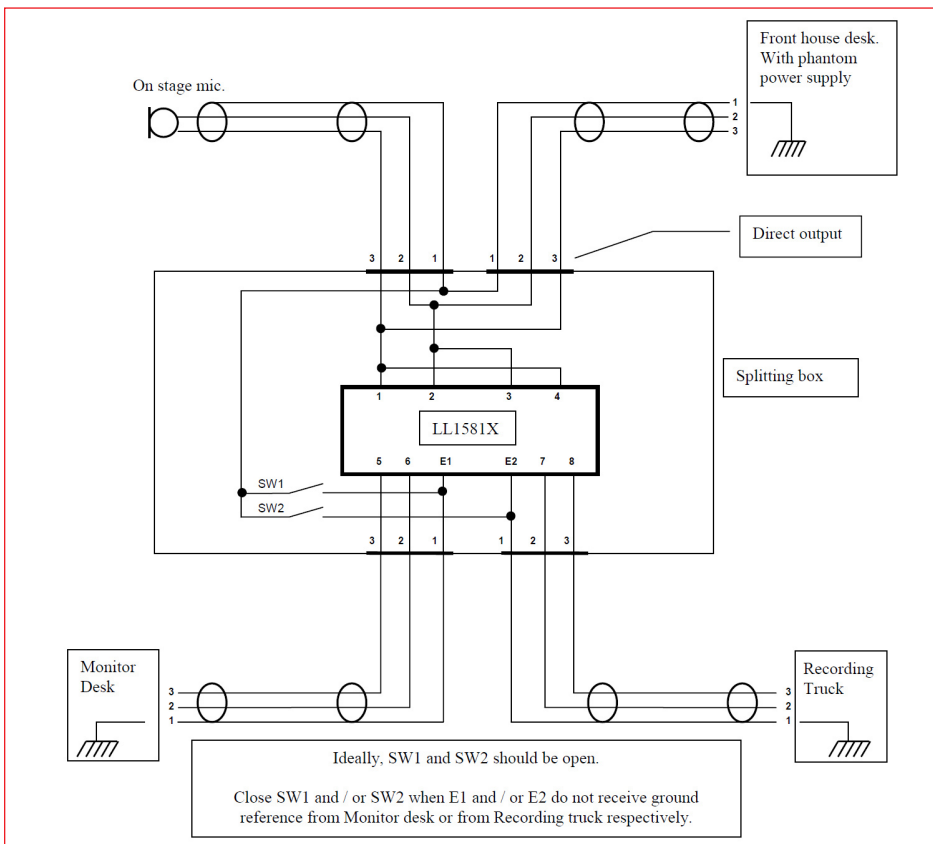 Front house desk.
With phantom
power supply
On stage mic.
1
2
3
Direct output
3 2 1 1 2 3
Splitting box
1 2 3 4
LL1581X
5 6 E1 E2 7 8
SW1
SW2
3 2 1 1 2 3
Monitor
Desk
3
2
1
Recording
Truck
3
2
1
Ideally, SW1 and SW2 should be open.
Close SW1 and / or SW2 when E1 and / or E2 do not receive ground
reference from Monitor desk or from Recording truck respectively.